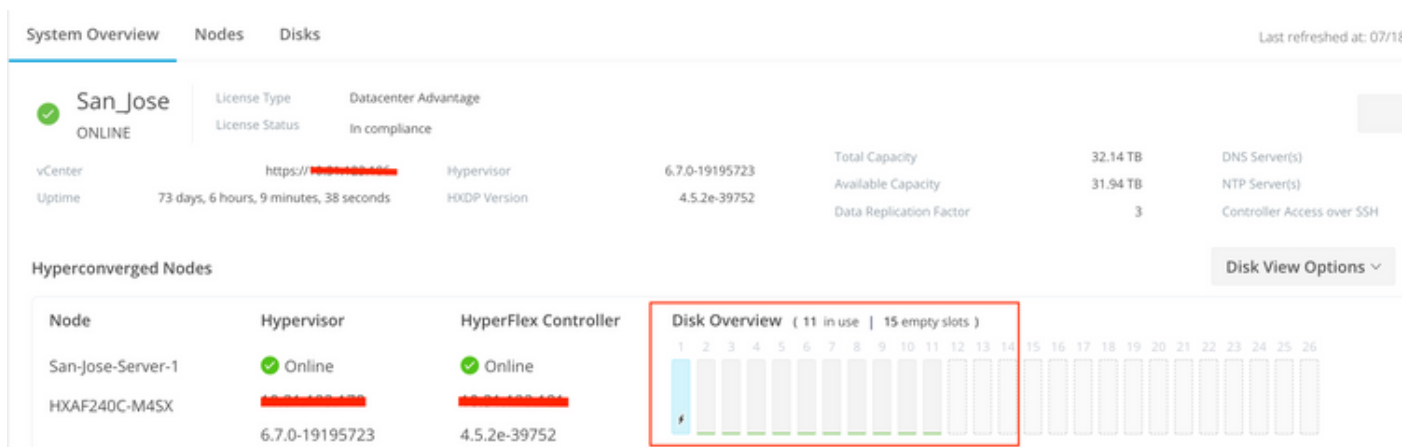 System Overview Nodes Disks Last refreshed at: 07/18
San_Jose
ONLINE
License Type Datacenter Advantage
License Status In compliance
vCenter https://
Uptime 73 days, 6 hours, 9 minutes, 38 seconds
Hypervisor 6.7.0-19195723
HXDP Version 4.5.2e-39752
Total Capacity 32.14 TB
Available Capacity 31.94 TB
Data Replication Factor 3
DNS Server(s)
NTP Server(s)
Controller Access over SSH
Hyperconverged Nodes Disk View Options
Node Hypervisor HyperFlex Controller Disk Overview ( 11 in use | 15 empty slots )
1 2 3 4 5 6 7 8 9 10 11 12 13 14 15 16 17 18 19 20 21 22 23 24 25 26
San-Jose-Server-1 Online Online
HXAF240C-M4SX
6.7.0-19195723 4.5.2e-39752